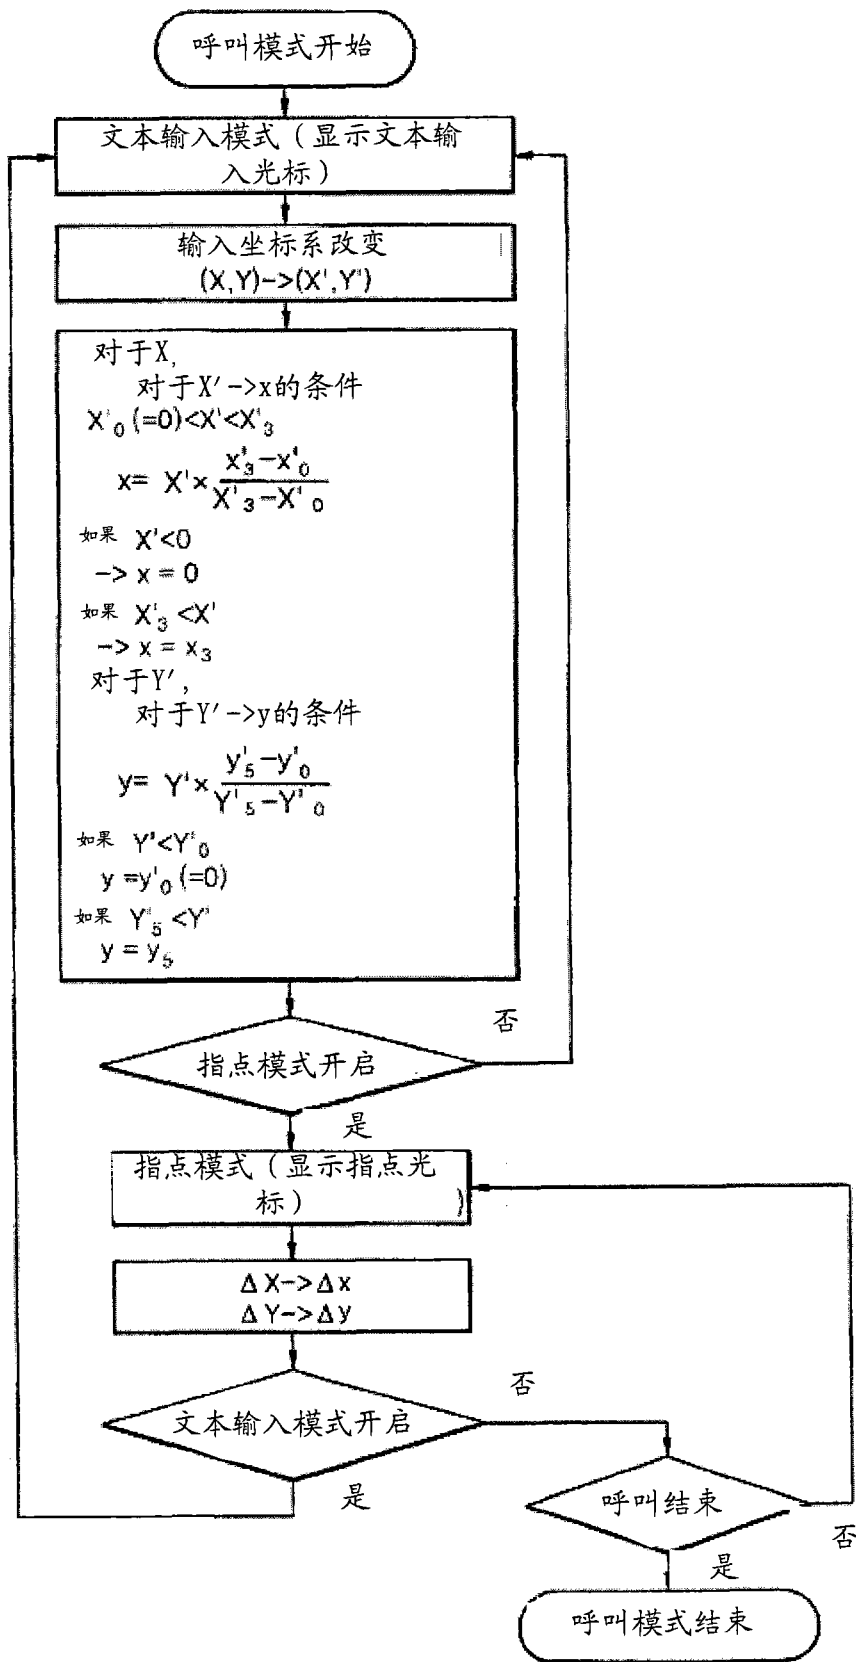 呼叫模式开始
文本输入模式（显示文本输
入光标）
输入坐标系改变
(X,Y)->(X',Y')
对于X,
对于X'->x的条件
X'₀(=0)<X'<X'₃
x= X'× (x'₃-x'₀)/(X'₃-X'₀)
如果 X'<0
-> x = 0
如果 X'₃ <X'
-> x = x₃
对于Y',
对于Y'->y的条件
y= Y'× (y'₅-y'₀)/(Y'₅-Y'₀)
如果 Y'<Y'₀
y =y'₀(=0)
如果 Y'₅ <Y'
y = y₅
否
指点模式开启
是
指点模式（显示指点光
标） )
Δ X->Δ x
Δ Y->Δ y
否
文本输入模式开启
是
呼叫结束
否
是
呼叫模式结束